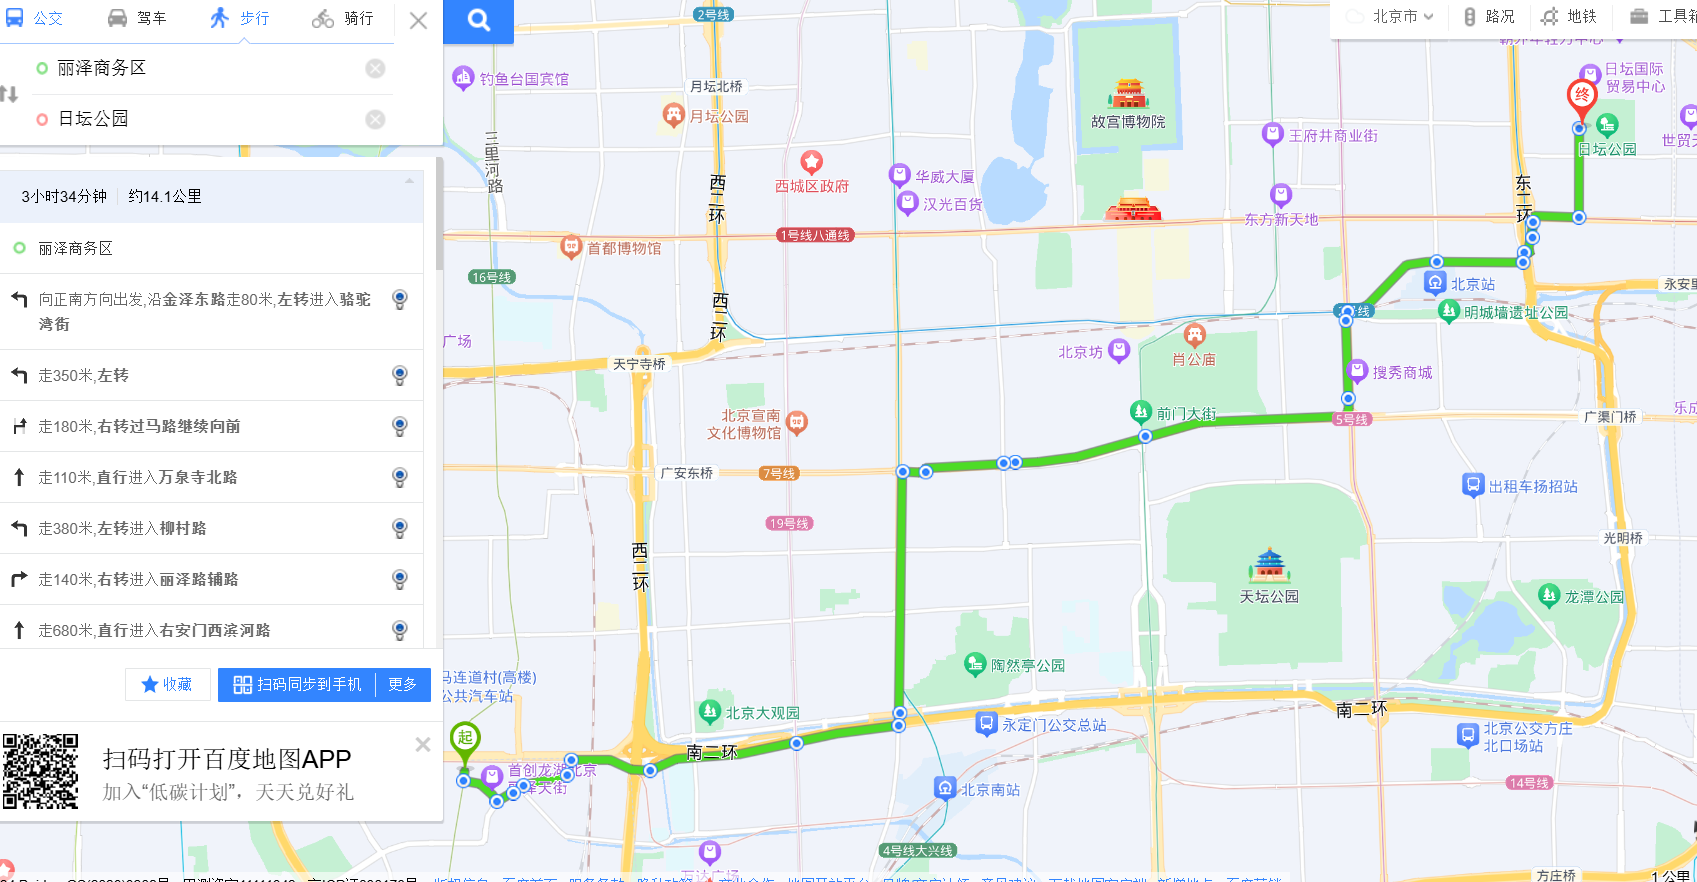 公交
驾车
步行
骑行
丽泽商务区
日坛公园
3小时34分钟
约14.1公里
丽泽商务区
向正南方向出发,沿金泽东路走80米,左转进入骆驼
湾街
走350米,左转
走180米,右转过马路继续向前
走110米,直行进入万泉寺北路
走380米,左转进入柳村路
走140米,右转进入丽泽路辅路
走680米,直行进入右安门西滨河路
收藏
扫码同步到手机
更多
扫码打开百度地图APP
加入“低碳计划”，天天兑好礼
北京市
路况
地铁
工具箱
2号线
钓鱼台国宾馆
月坛北桥
月坛公园
三里河路
西二环
西城区政府
华威大厦
汉光百货
故宫博物院
王府井商业街
日坛国际
贸易中心
日坛公园
终
东二环
东方新天地
1号线八通线
首都博物馆
16号线
西二环
北京站
永安里
明城墙遗址公园
广场
天宁寺桥
北京坊
肖公庙
搜秀商城
北京宣南
文化博物馆
前门大街
5号线
广渠门桥
广安东桥
7号线
出租车扬招站
19号线
西二环
光明桥
天坛公园
龙潭公园
陶然亭公园
马连道村(高楼)
公共汽车站
北京大观园
永定门公交总站
南二环
北京公交方庄
北口场站
南二环
起
首创龙湖北京
丽泽天街
北京南站
14号线
4号线大兴线
方庄桥
1公里